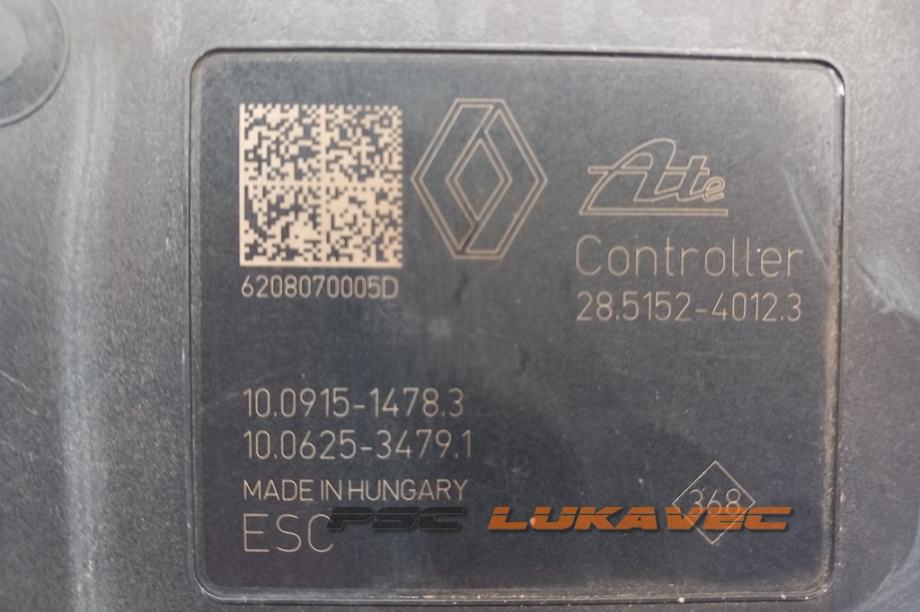 Ate
Controller
28.5152-4012.3
6208070005D
10.0915-1478.3
10.0625-3479.1
MADE IN HUNGARY
368
ESC
PSC LUKAVEC